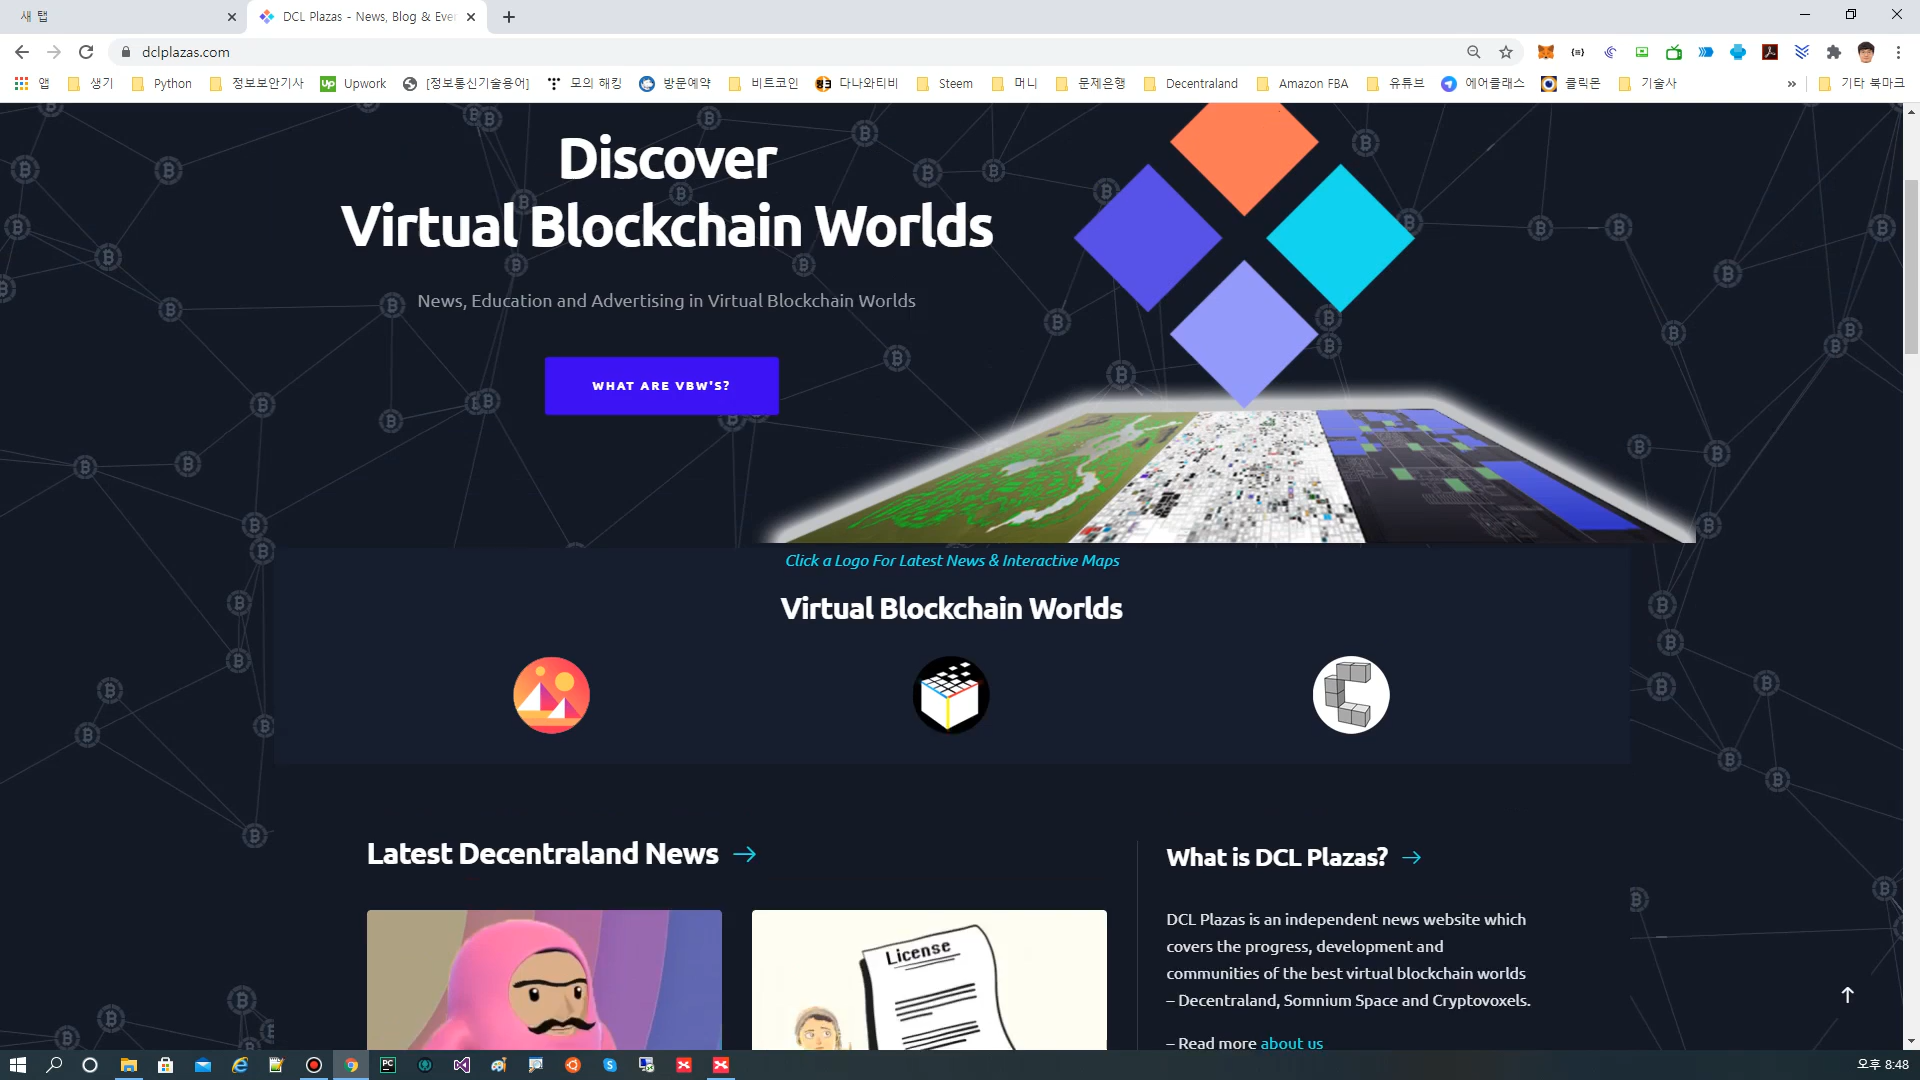 새 탭
DCL Plazas - News, Blog & Ever
dclplazas.com
앱
생기
Python
정보보안기사
Up
Upwork
[정보통신기술용어]
모의 해킹
방문예약
비트코인
다나와티비
Steem
머니
문제은행
Decentraland
Amazon FBA
유튜브
에어클래스
클릭몬
기술사
»
기타 북마크
Discover
Virtual Blockchain Worlds
News, Education and Advertising in Virtual Blockchain Worlds
WHAT ARE VBW'S?
Click a Logo For Latest News & Interactive Maps
Virtual Blockchain Worlds
Latest Decentraland News
License
What is DCL Plazas?
DCL Plazas is an independent news website which
covers the progress, development and
communities of the best virtual blockchain worlds
– Decentraland, Somnium Space and Cryptovoxels.
– Read more about us
PC
오후 8:48